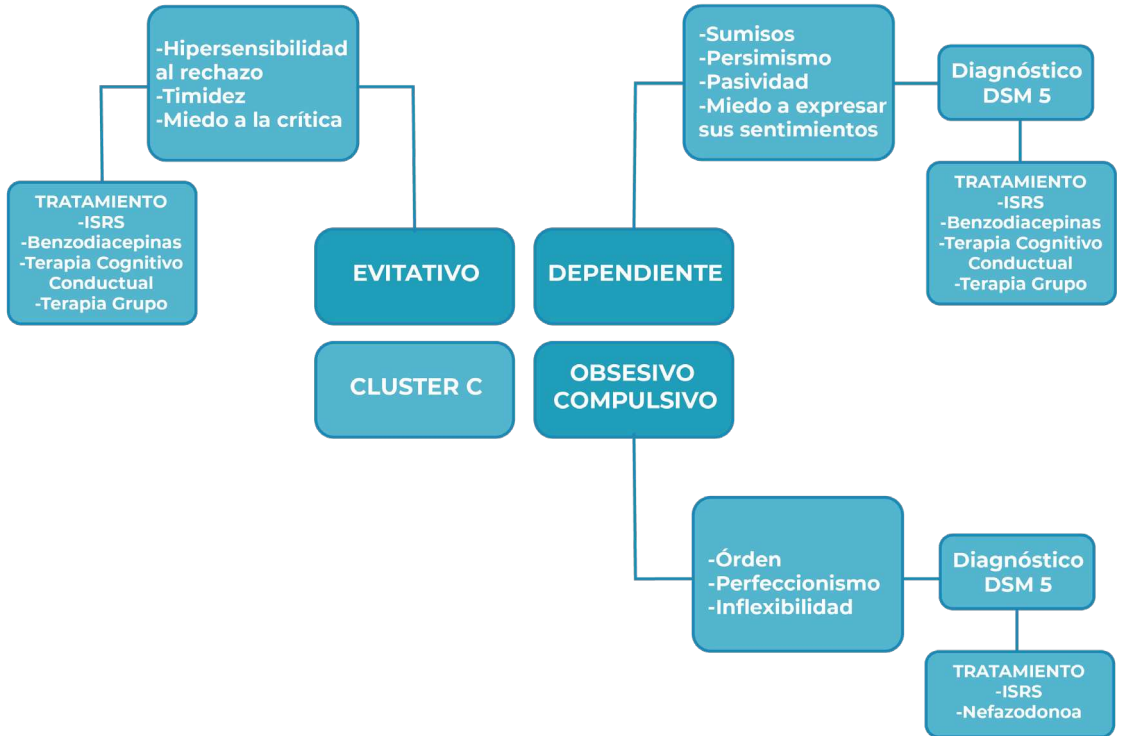 -Hipersensibilidad
al rechazo
-Timidez
-Miedo a la crítica
TRATAMIENTO
-ISRS
-Benzodiacepinas
-Terapia Cognitivo
Conductual
-Terapia Grupo
EVITATIVO
-Sumisos
-Persimismo
-Pasividad
-Miedo a expresar
sus sentimientos
Diagnóstico
DSM 5
TRATAMIENTO
-ISRS
-Benzodiacepinas
-Terapia Cognitivo
Conductual
-Terapia Grupo
DEPENDIENTE
CLUSTER C
OBSESIVO
COMPULSIVO
-Órden
-Perfeccionismo
-Inflexibilidad
Diagnóstico
DSM 5
TRATAMIENTO
-ISRS
-Nefazodonoa